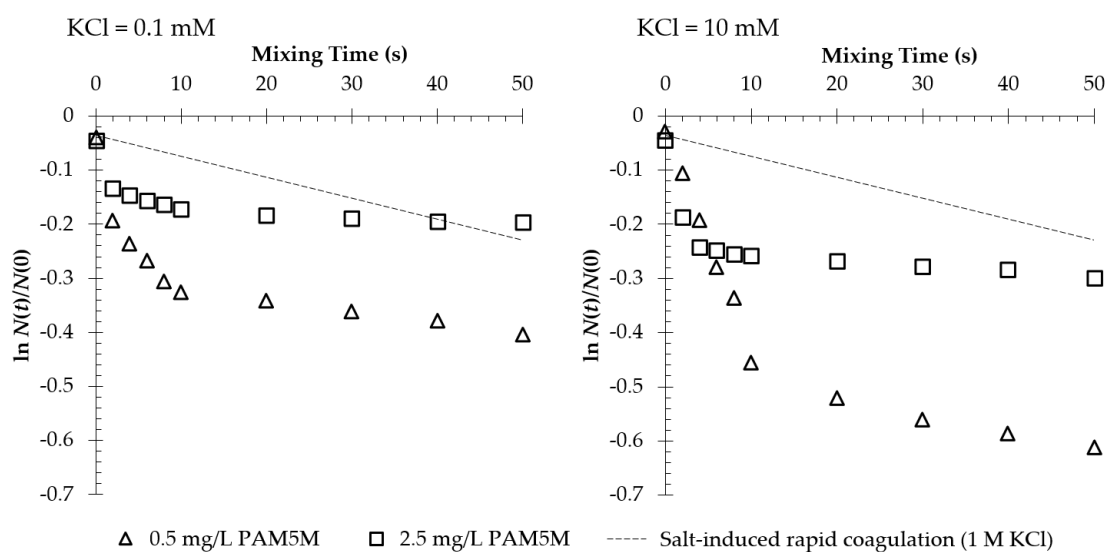 KCl = 0.1 mM
Mixing Time (s)
0 10 20 30 40 50
0
-0.1
-0.2
-0.3
-0.4
-0.5
-0.6
-0.7
ln N(t)/N(0)
KCl = 10 mM
Mixing Time (s)
0 10 20 30 40 50
0
-0.1
-0.2
-0.3
-0.4
-0.5
-0.6
-0.7
ln N(t)/N(0)
0.5 mg/L PAM5M 2.5 mg/L PAM5M Salt-induced rapid coagulation (1 M KCl)